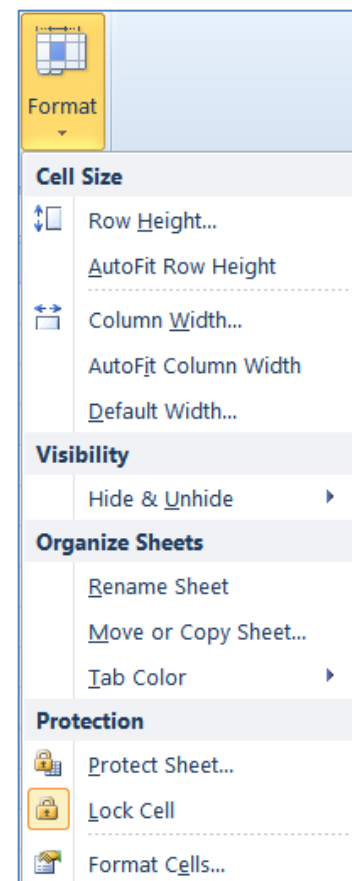 Format
Cell Size
Row Height...
AutoFit Row Height
Column Width...
AutoFit Column Width
Default Width...
Visibility
Hide & Unhide
Organize Sheets
Rename Sheet
Move or Copy Sheet...
Tab Color
Protection
Protect Sheet...
Lock Cell
Format Cells...